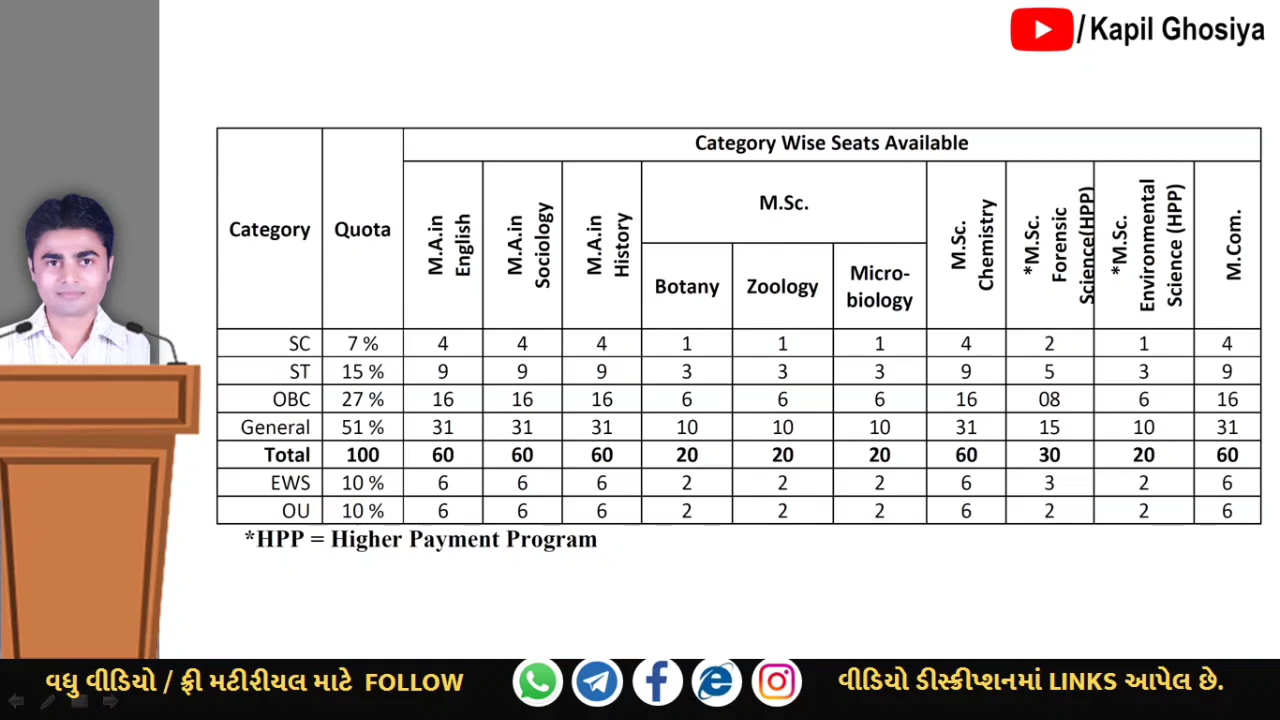 /Kapil Ghosiya
Category Wise Seats Available
Category Quota M.A.in English M.A.in Sociology M.A.in History M.Sc. M.Sc. Chemistry *M.Sc. Forensic Science(HPP) *M.Sc. Environmental Science (HPP) M.Com.
Botany Zoology Micro-biology
SC 7 % 4 4 4 1 1 1 4 2 1 4
ST 15 % 9 9 9 3 3 3 9 5 3 9
OBC 27 % 16 16 16 6 6 6 16 08 6 16
General 51 % 31 31 31 10 10 10 31 15 10 31
Total 100 60 60 60 20 20 20 60 30 20 60
EWS 10 % 6 6 6 2 2 2 6 3 2 6
OU 10 % 6 6 6 2 2 2 6 2 2 6
*HPP = Higher Payment Program
વધુ વીડિયો / ફ્રી મટીરીયલ માટે FOLLOW વીડિયો ડીસ્ક્રીપ્શનમાં LINKS આપેલ છે.